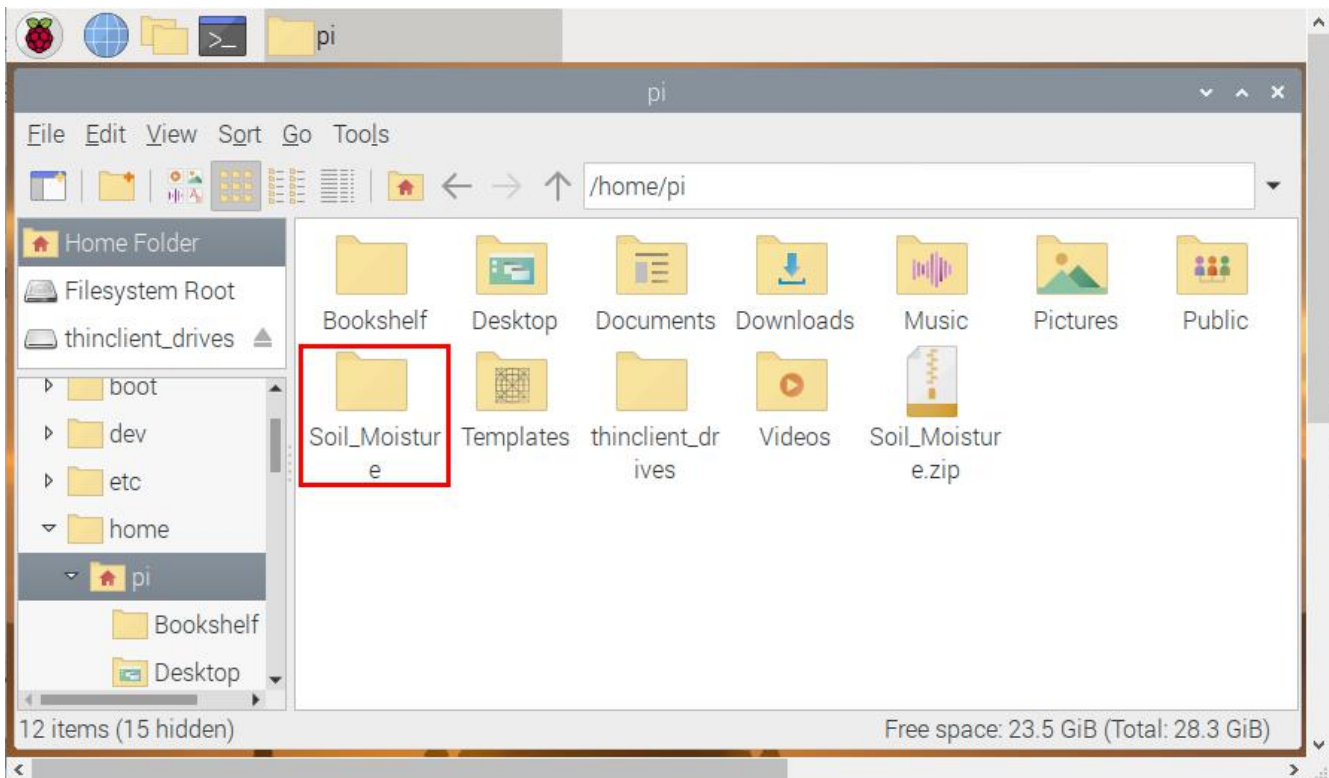 >_
pi
pi
File Edit View Sort Go Tools
/home/pi
Home Folder
Filesystem Root
thinclient_drives
boot
dev
etc
home
pi
Bookshelf
Desktop
Bookshelf Desktop Documents Downloads Music Pictures Public
Soil_Moistur Templates thinclient_dr Videos Soil_Moistur
e ives e.zip
12 items (15 hidden) Free space: 23.5 GiB (Total: 28.3 GiB)